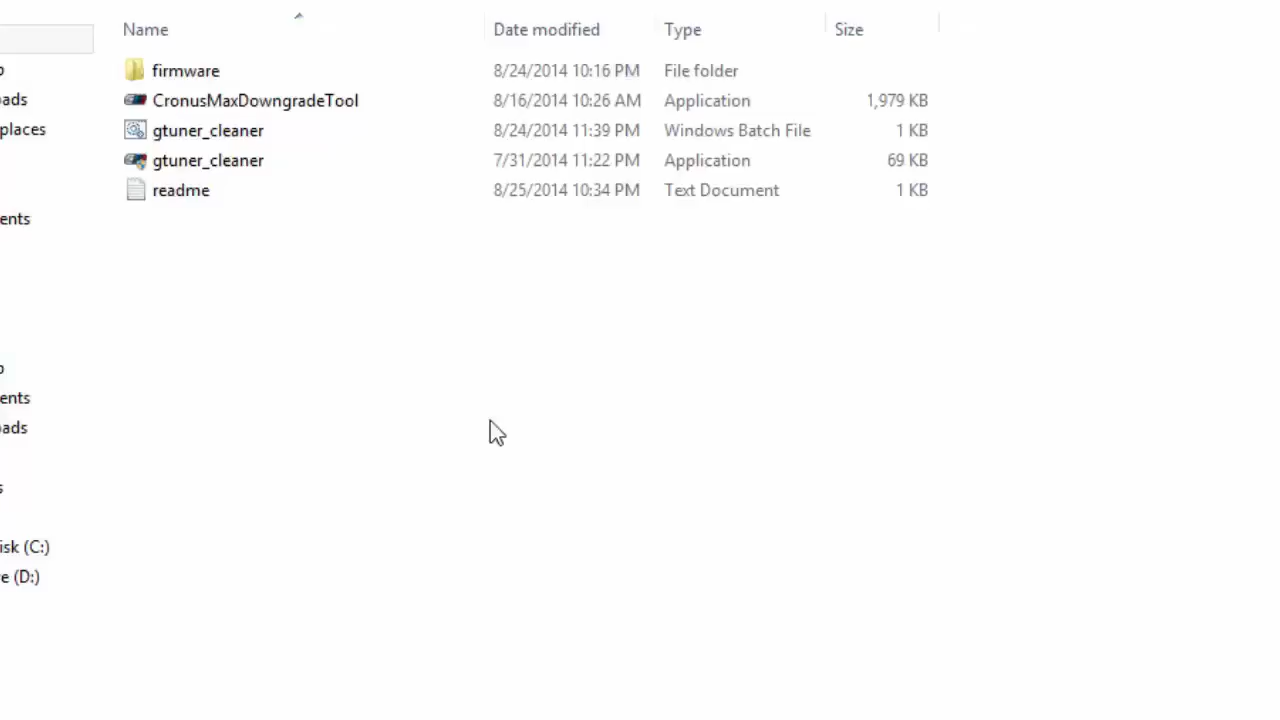 Name Date modified Type Size
firmware 8/24/2014 10:16 PM File folder
CronusMaxDowngradeTool 8/16/2014 10:26 AM Application 1,979 KB
gtuner_cleaner 8/24/2014 11:39 PM Windows Batch File 1 KB
gtuner_cleaner 7/31/2014 11:22 PM Application 69 KB
readme 8/25/2014 10:34 PM Text Document 1 KB
places
(C:)
(D:)